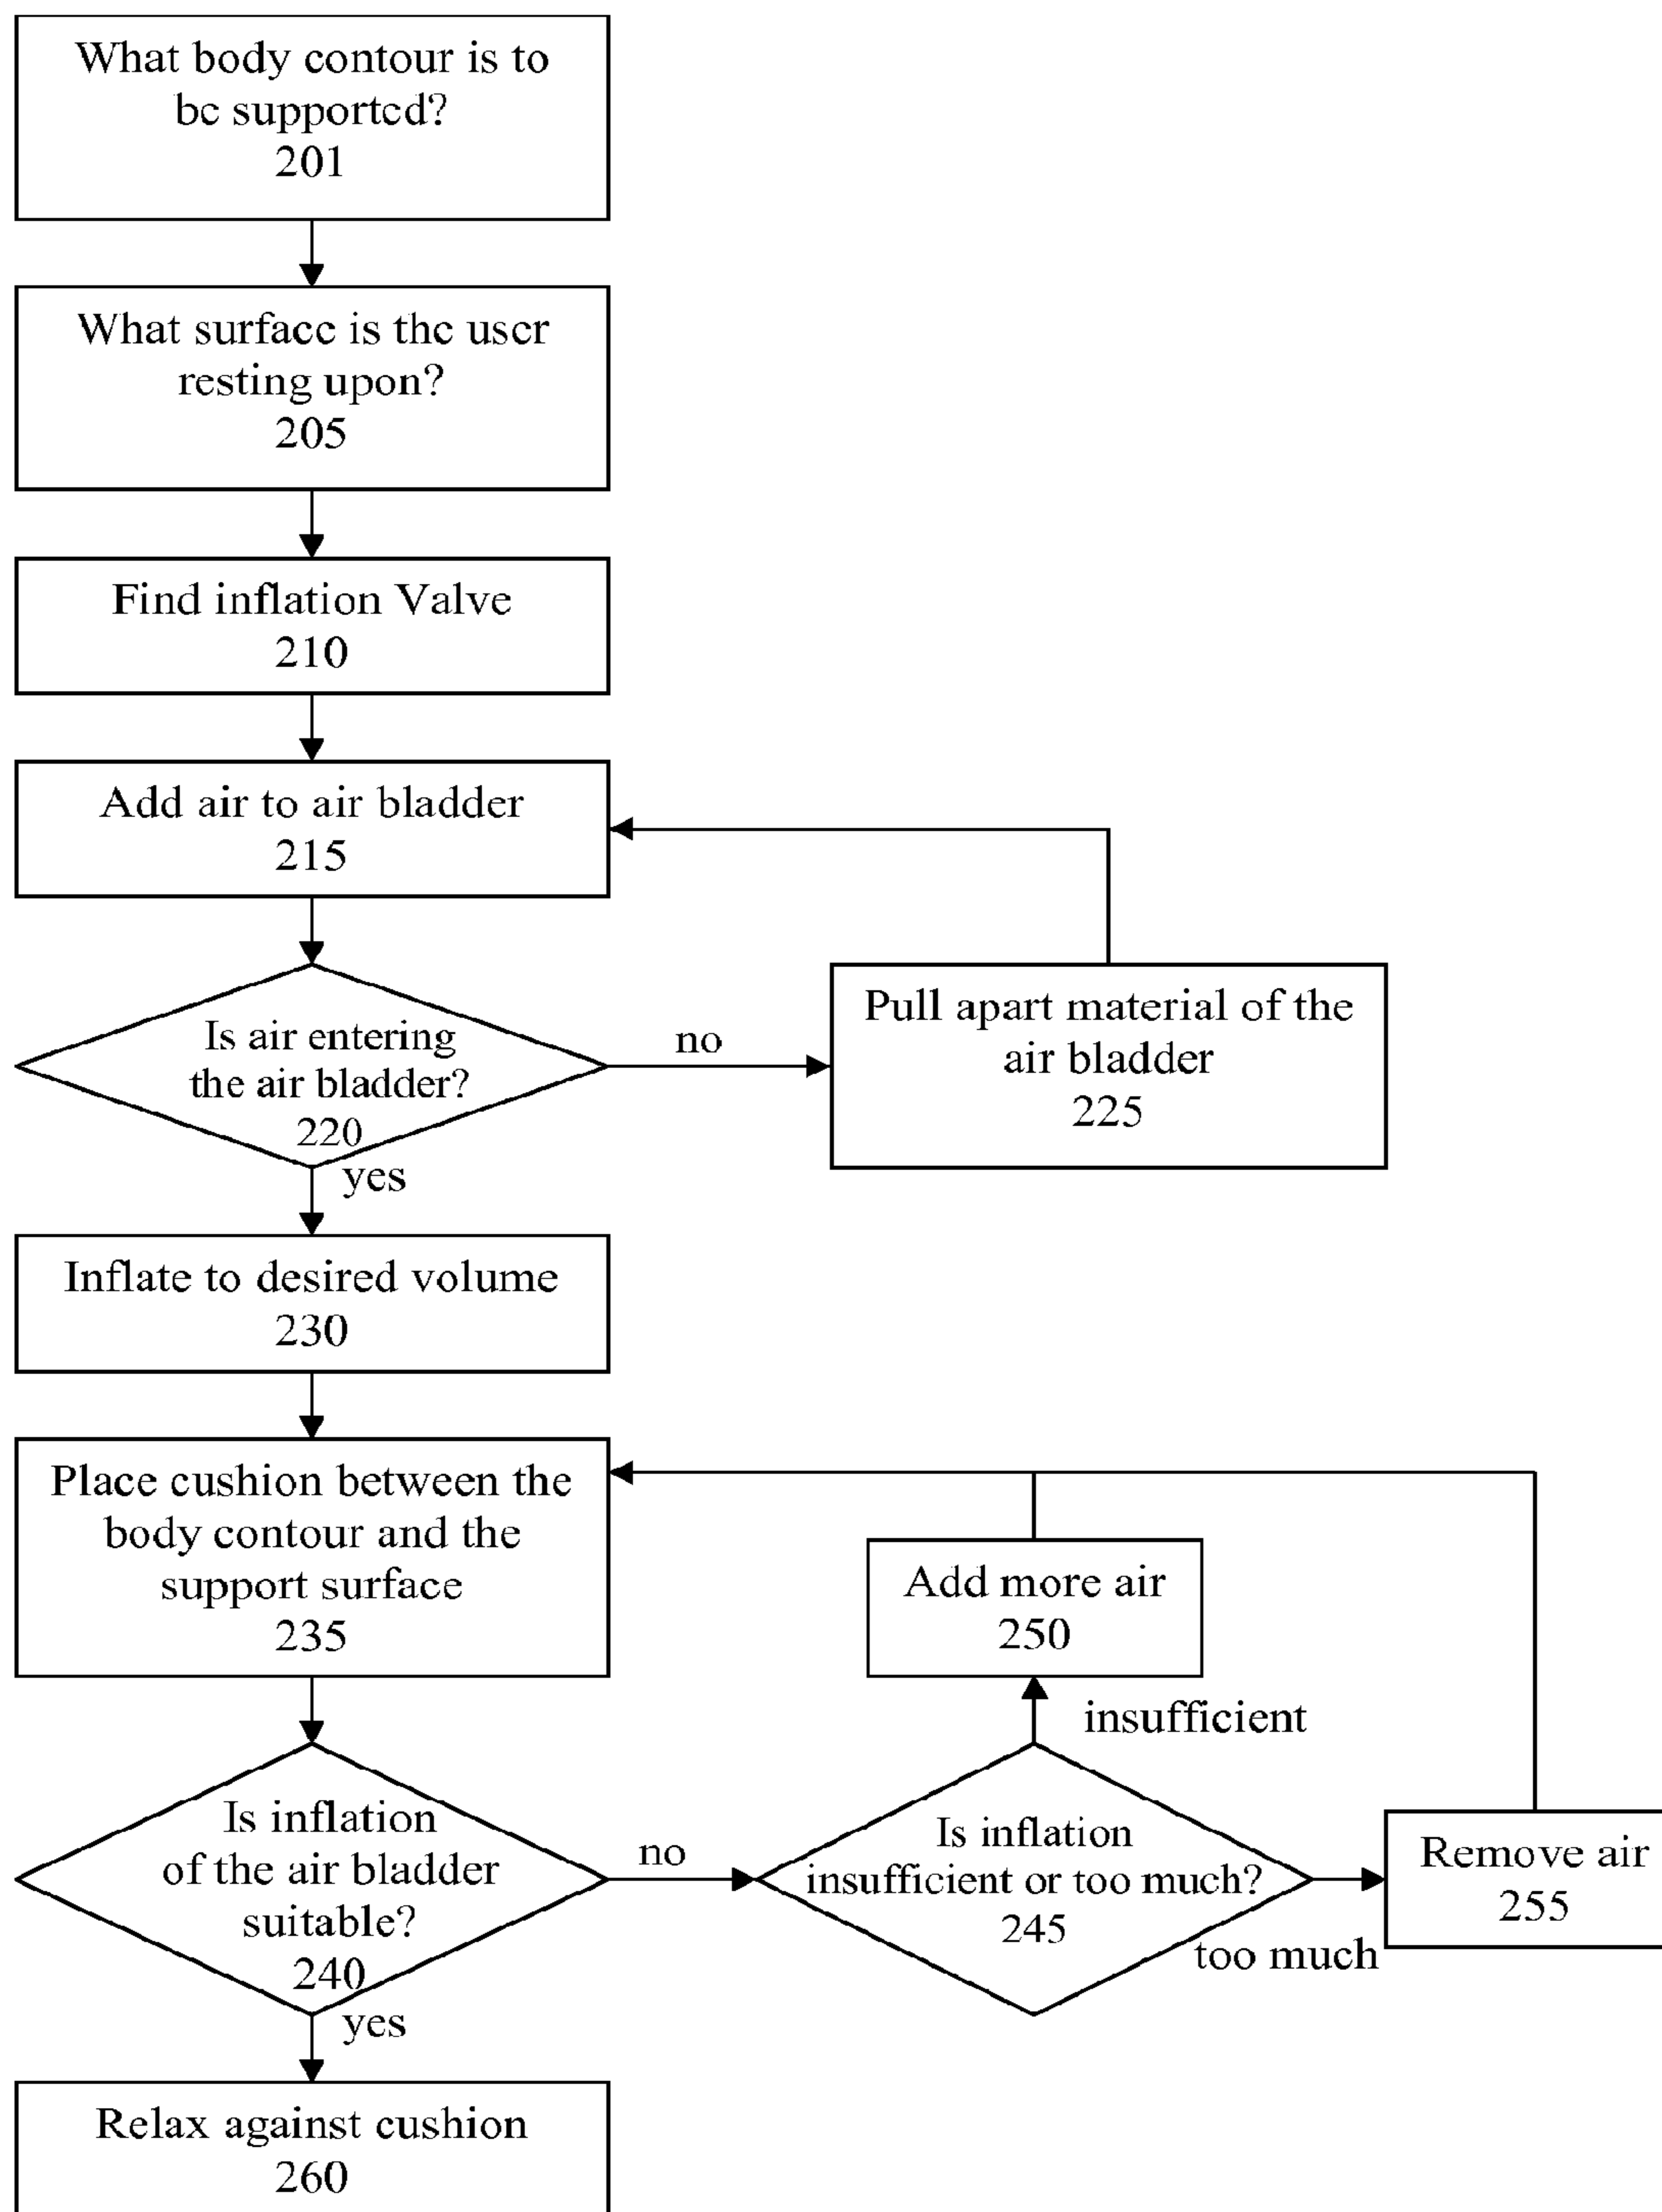 What body contour is to
be supported?
201
What surface is the user
resting upon?
205
Find inflation Valve
210
Add air to air bladder
215
Is air entering
the air bladder?
220
no
Pull apart material of the
air bladder
225
yes
Inflate to desired volume
230
Place cushion between the
body contour and the
support surface
235
Is inflation
of the air bladder
suitable?
240
no
Is inflation
insufficient or too much?
245
insufficient
Add more air
250
too much
Remove air
255
yes
Relax against cushion
260